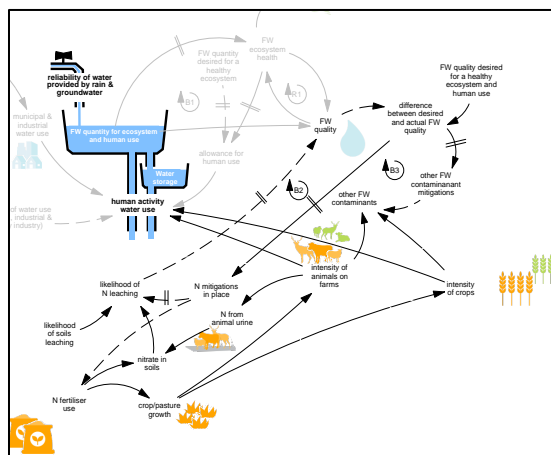 FW
ecosystem
health
FW quantity
desired for a
healthy
ecosystem
FW quality desired
for a healthy
ecosystem and
human use
reliability of water
provided by rain &
groundwater
B1
R1
municipal &
industrial
water use
FW quantity for ecosystem
and human use
FW
quality
difference
between desired
and actual FW
quality
allowance for
human use
Water
storage
B2
B3
other FW
contaminanant
mitigations
of water use
, industrial &
y industry)
human activity
water use
other FW
contaminants
intensity of
animals on
farms
intensity
of crops
likelihood of
N leaching
N mitigations
in place
likelihood
of soils
leaching
N from
animal urine
nitrate in
soils
N fertiliser
use
crop/pasture
growth